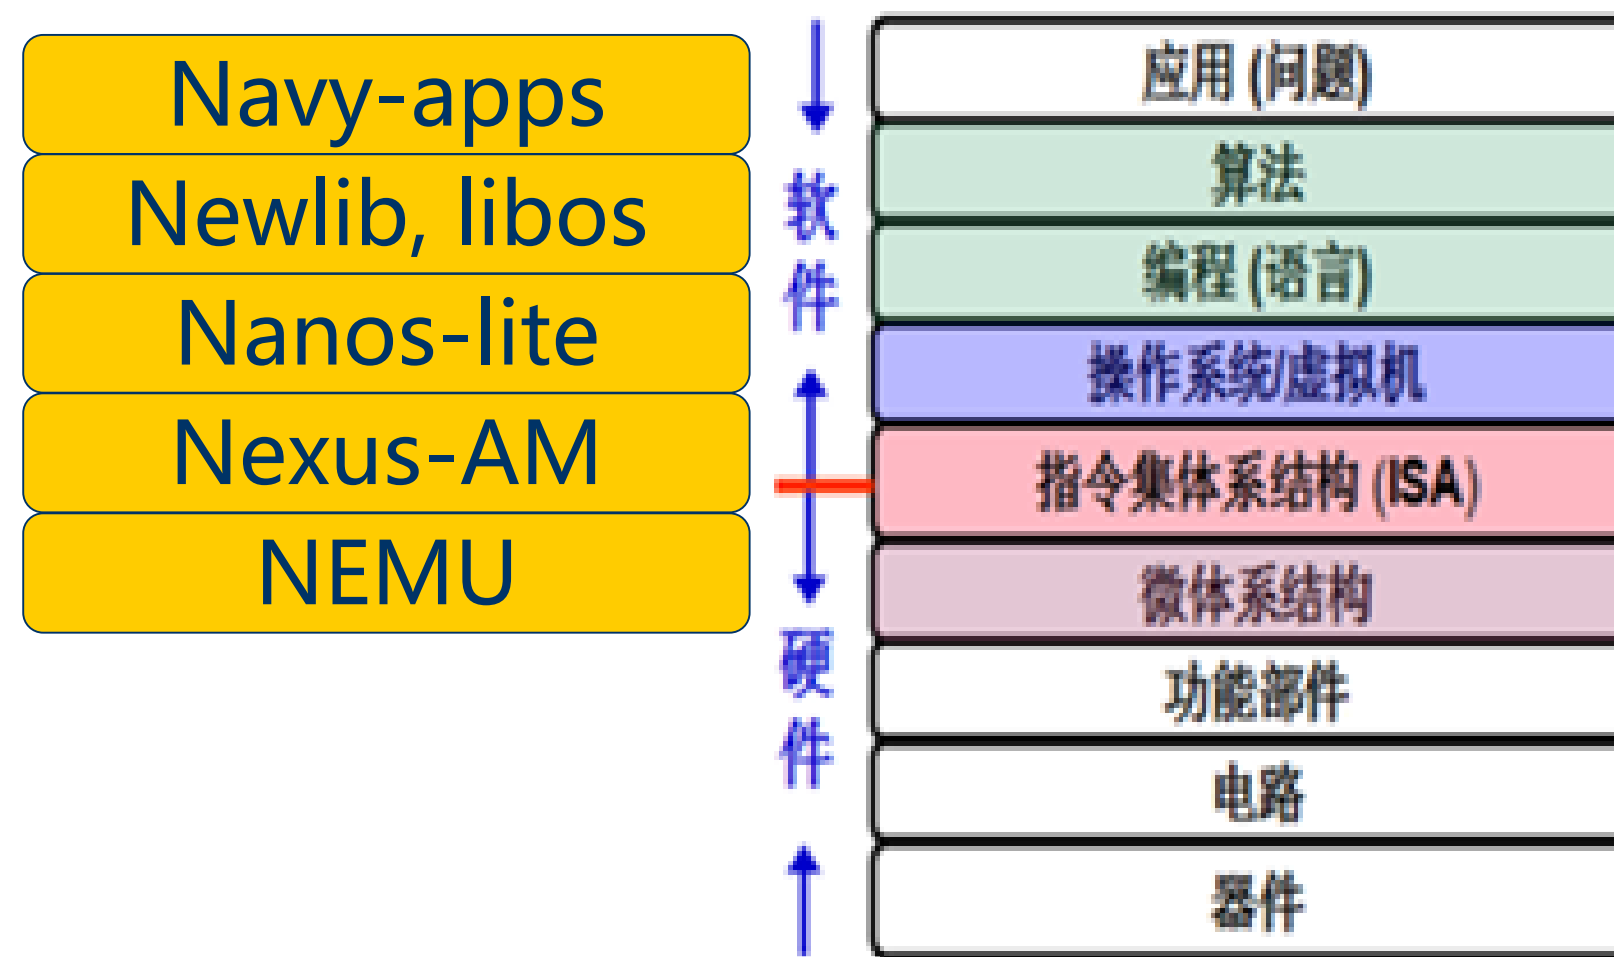 Navy-apps
Newlib, libos
Nanos-lite
Nexus-AM
NEMU
软件
硬件
应用 (问题)
算法
编程 (语言)
操作系统/虚拟机
指令集体系结构 (ISA)
微体系结构
功能部件
电路
器件